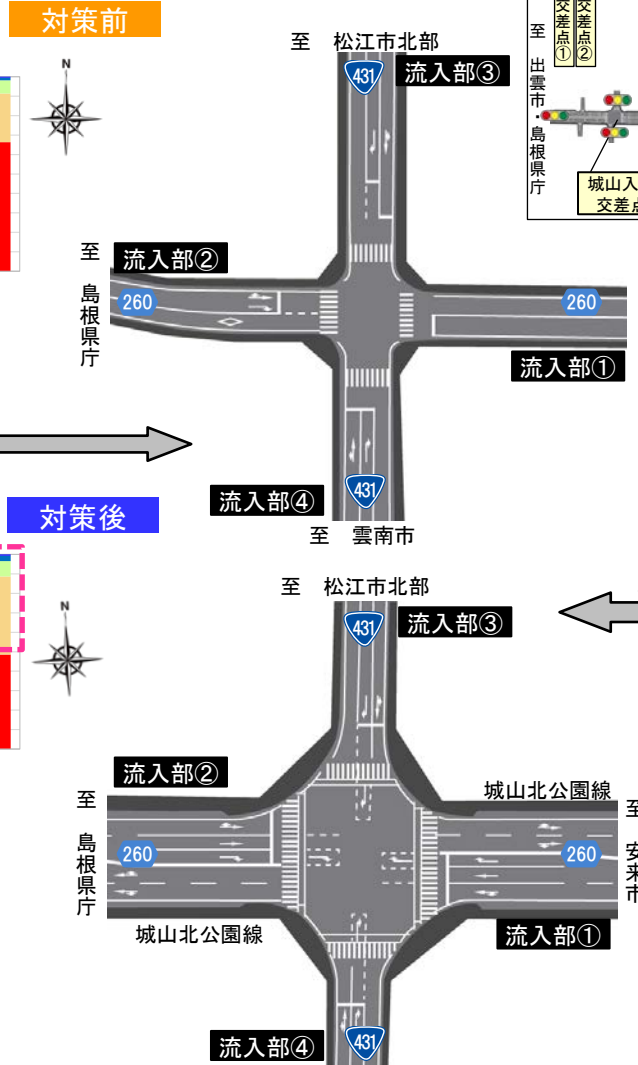 対策前
至 松江市北部
431
流入部③
交差点①
交差点②
至 出雲市・島根県庁
城山入
交差点
N
至 島根県庁
流入部②
260
260
流入部①
流入部④
431
至 雲南市
対策後
至 松江市北部
431
流入部③
N
流入部②
城山北公園線
至 島根県庁
260
260
至 安来市
城山北公園線
流入部①
流入部④
431